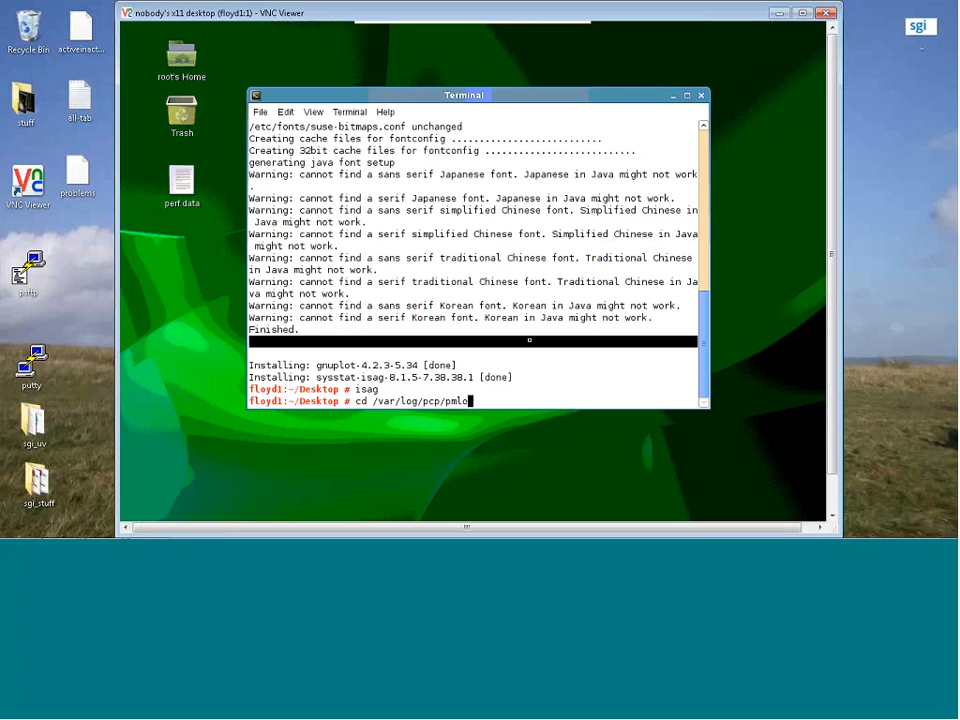 nobody's x11 desktop (floyd1:1) - VNC Viewer
Recycle Bin
activeinact...
stuff
all-tab
VNC Viewer
problems
psftp
putty
sgi_uv
sgi_stuff
sgi
root's Home
Trash
perf data
Terminal
File Edit View Terminal Help
/etc/fonts/suse-bitmaps.conf unchanged
Creating cache files for fontconfig ...........................
Creating 32bit cache files for fontconfig ...........................
generating java font setup
Warning: cannot find a sans serif Japanese font. Japanese in Java might not work
.
Warning: cannot find a serif Japanese font. Japanese in Java might not work.
Warning: cannot find a sans serif simplified Chinese font. Simplified Chinese in
Java might not work.
Warning: cannot find a serif simplified Chinese font. Simplified Chinese in Java
might not work.
Warning: cannot find a sans serif traditional Chinese font. Traditional Chinese
in Java might not work.
Warning: cannot find a serif traditional Chinese font. Traditional Chinese in Ja
va might not work.
Warning: cannot find a sans serif Korean font. Korean in Java might not work.
Warning: cannot find a serif Korean font. Korean in Java might not work.
Finished.
Installing: gnuplot-4.2.3-5.34 [done]
Installing: sysstat-isag-8.1.5-7.38.38.1 [done]
floyd1:~/Desktop # isag
floyd1:~/Desktop # cd /var/log/pcp/pmlo